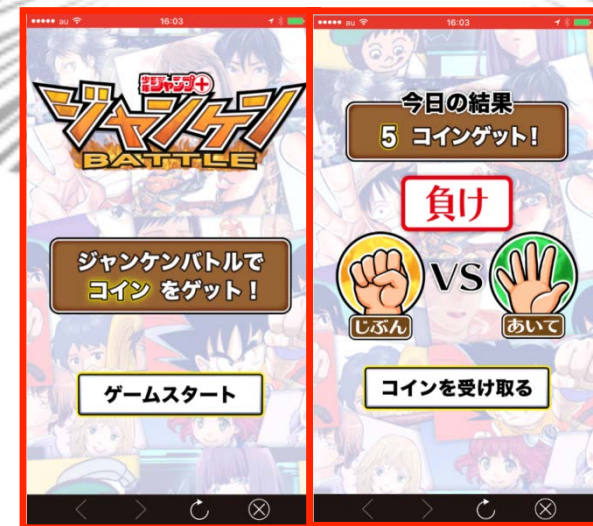 au 16:03
少年ジャンプ+
ジャンケン
BATTLE
ジャンケンバトルで
コイン をゲット！
ゲームスタート
au 16:03
今日の結果
5 コインゲット！
負け
VS
じぶん
あいて
コインを受け取る